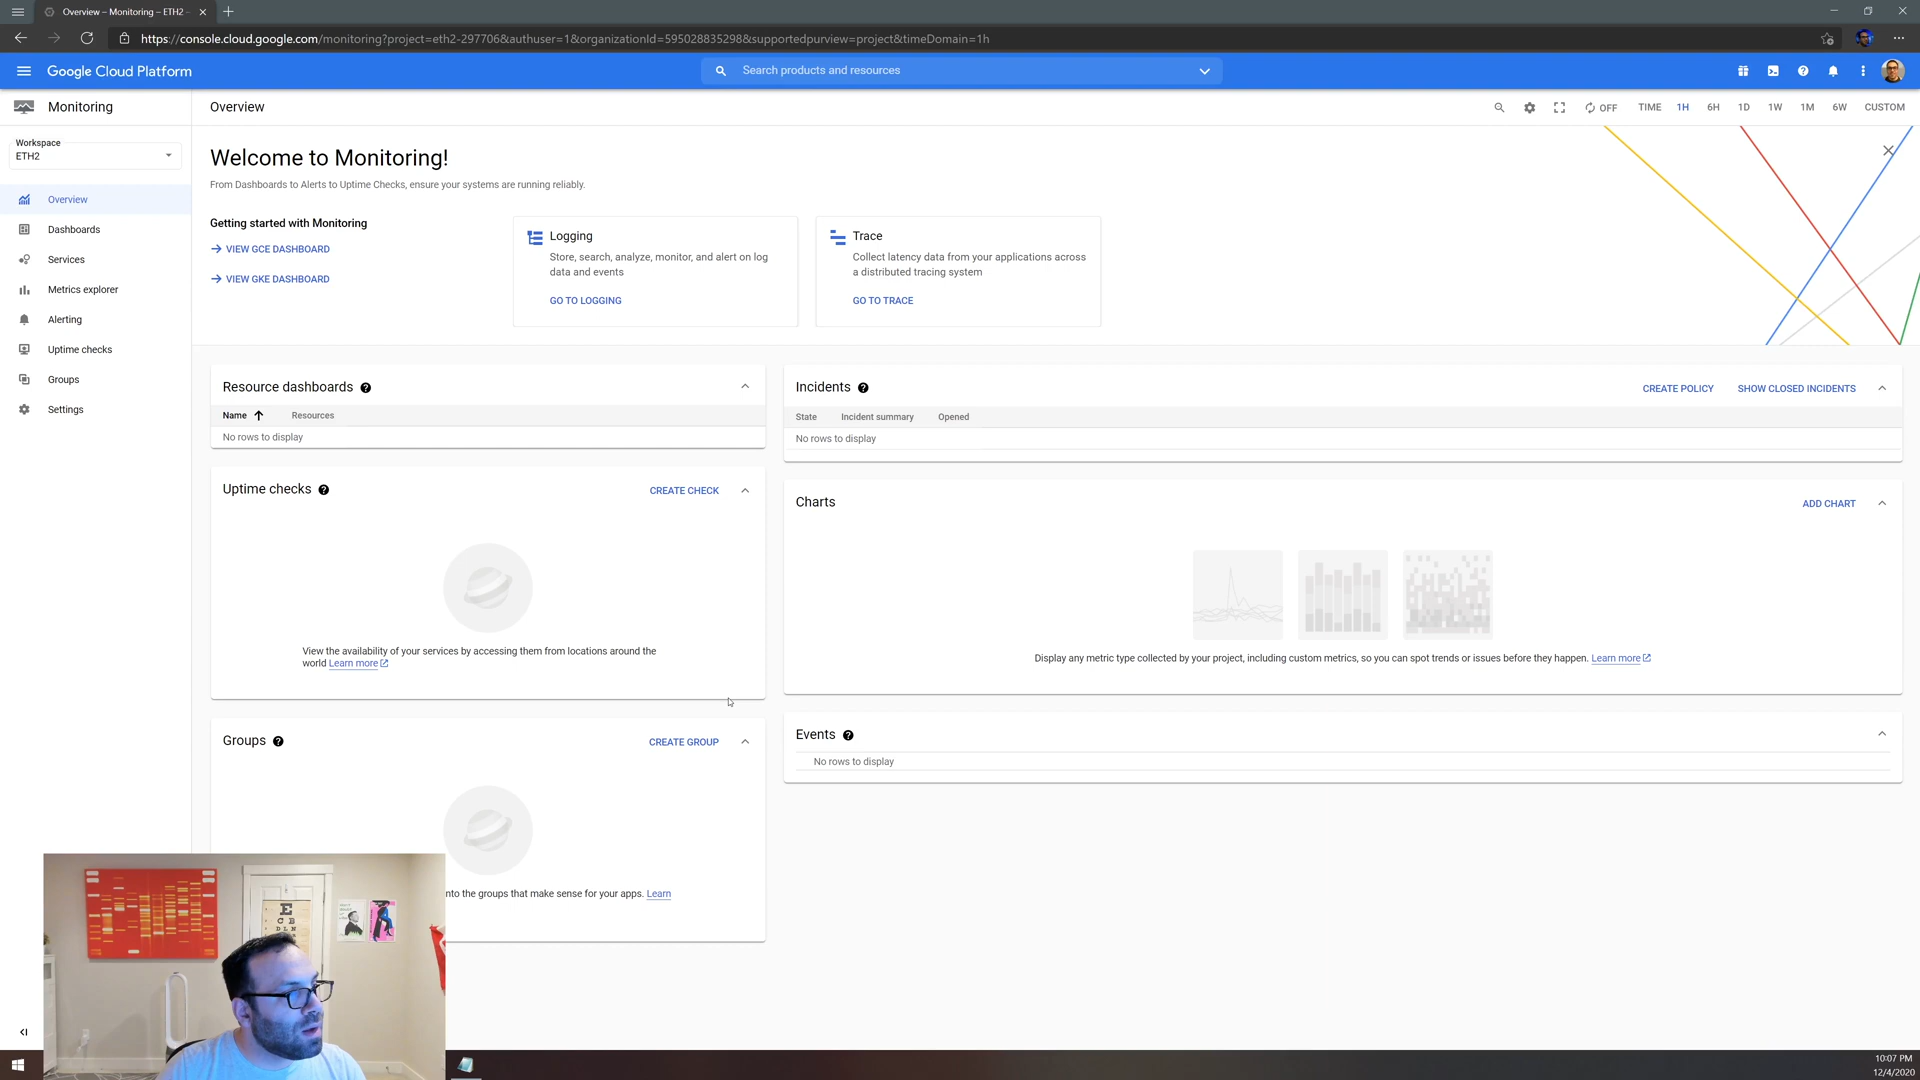 Overview – Monitoring – ETH2 –
https://console.cloud.google.com/monitoring?project=eth2-297706&authuser=1&organizationId=595028835298&supportedpurview=project&timeDomain=1h
Google Cloud Platform
Search products and resources
Monitoring
Overview
OFF
TIME
1H
6H
1D
1W
1M
6W
CUSTOM
Workspace
ETH2
Overview
Dashboards
Services
Metrics explorer
Alerting
Uptime checks
Groups
Settings
Welcome to Monitoring!
From Dashboards to Alerts to Uptime Checks, ensure your systems are running reliably.
Getting started with Monitoring
VIEW GCE DASHBOARD
VIEW GKE DASHBOARD
Logging
Store, search, analyze, monitor, and alert on log
data and events
GO TO LOGGING
Trace
Collect latency data from your applications across
a distributed tracing system
GO TO TRACE
Resource dashboards
Name Resources
No rows to display
Uptime checks
CREATE CHECK
View the availability of your services by accessing them from locations around the
world Learn more
Groups
CREATE GROUP
nto the groups that make sense for your apps. Learn
Incidents
CREATE POLICY
SHOW CLOSED INCIDENTS
State Incident summary Opened
No rows to display
Charts
ADD CHART
Display any metric type collected by your project, including custom metrics, so you can spot trends or issues before they happen. Learn more
Events
No rows to display
E
10:07 PM
12/4/2020